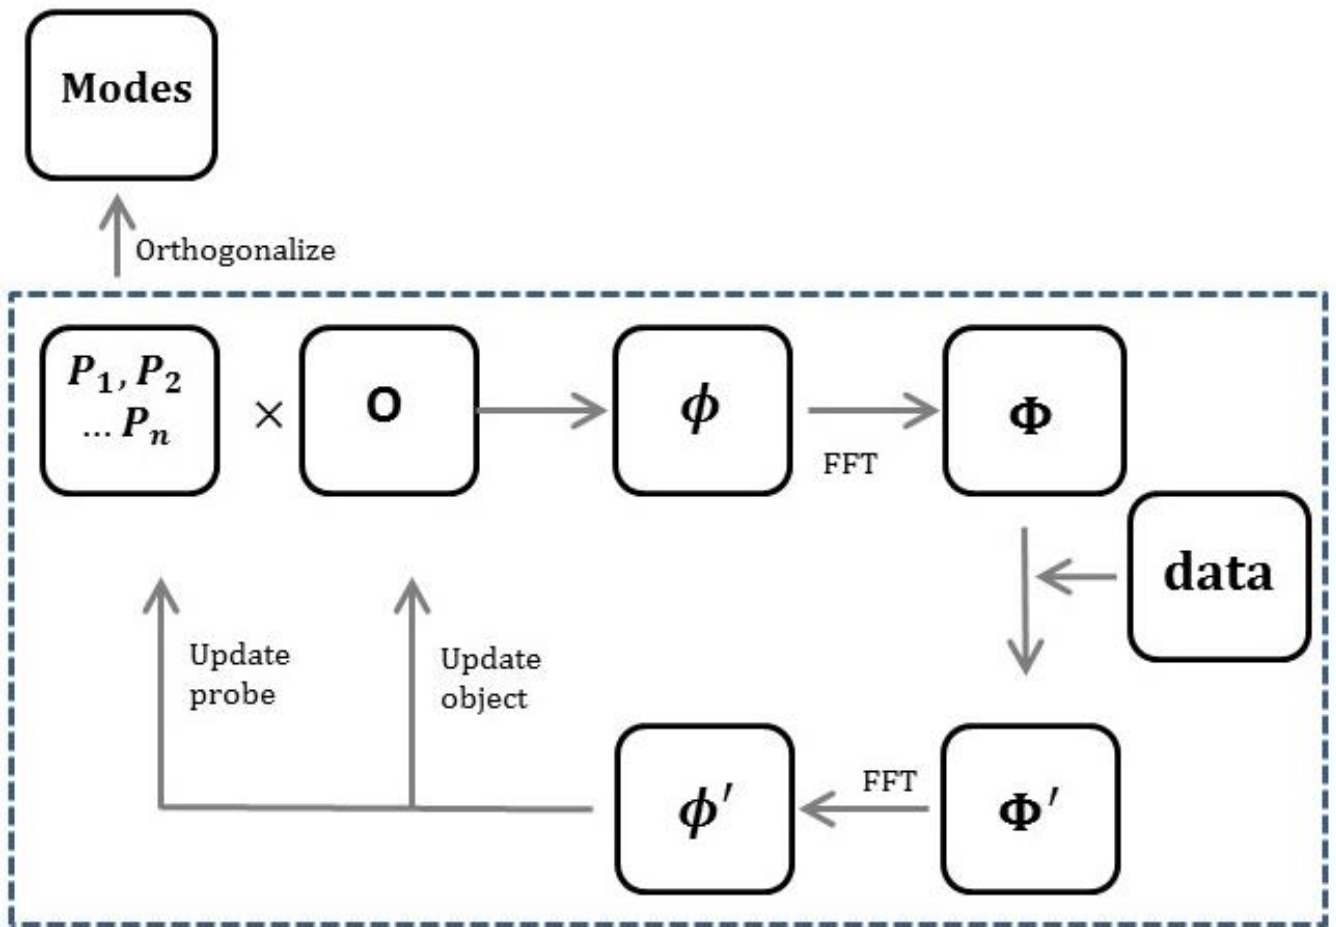 Modes
Orthogonalize
P₁, P₂
... Pₙ
×
O
ϕ
FFT
Φ
data
Update
probe
Update
object
ϕ′
FFT
Φ′